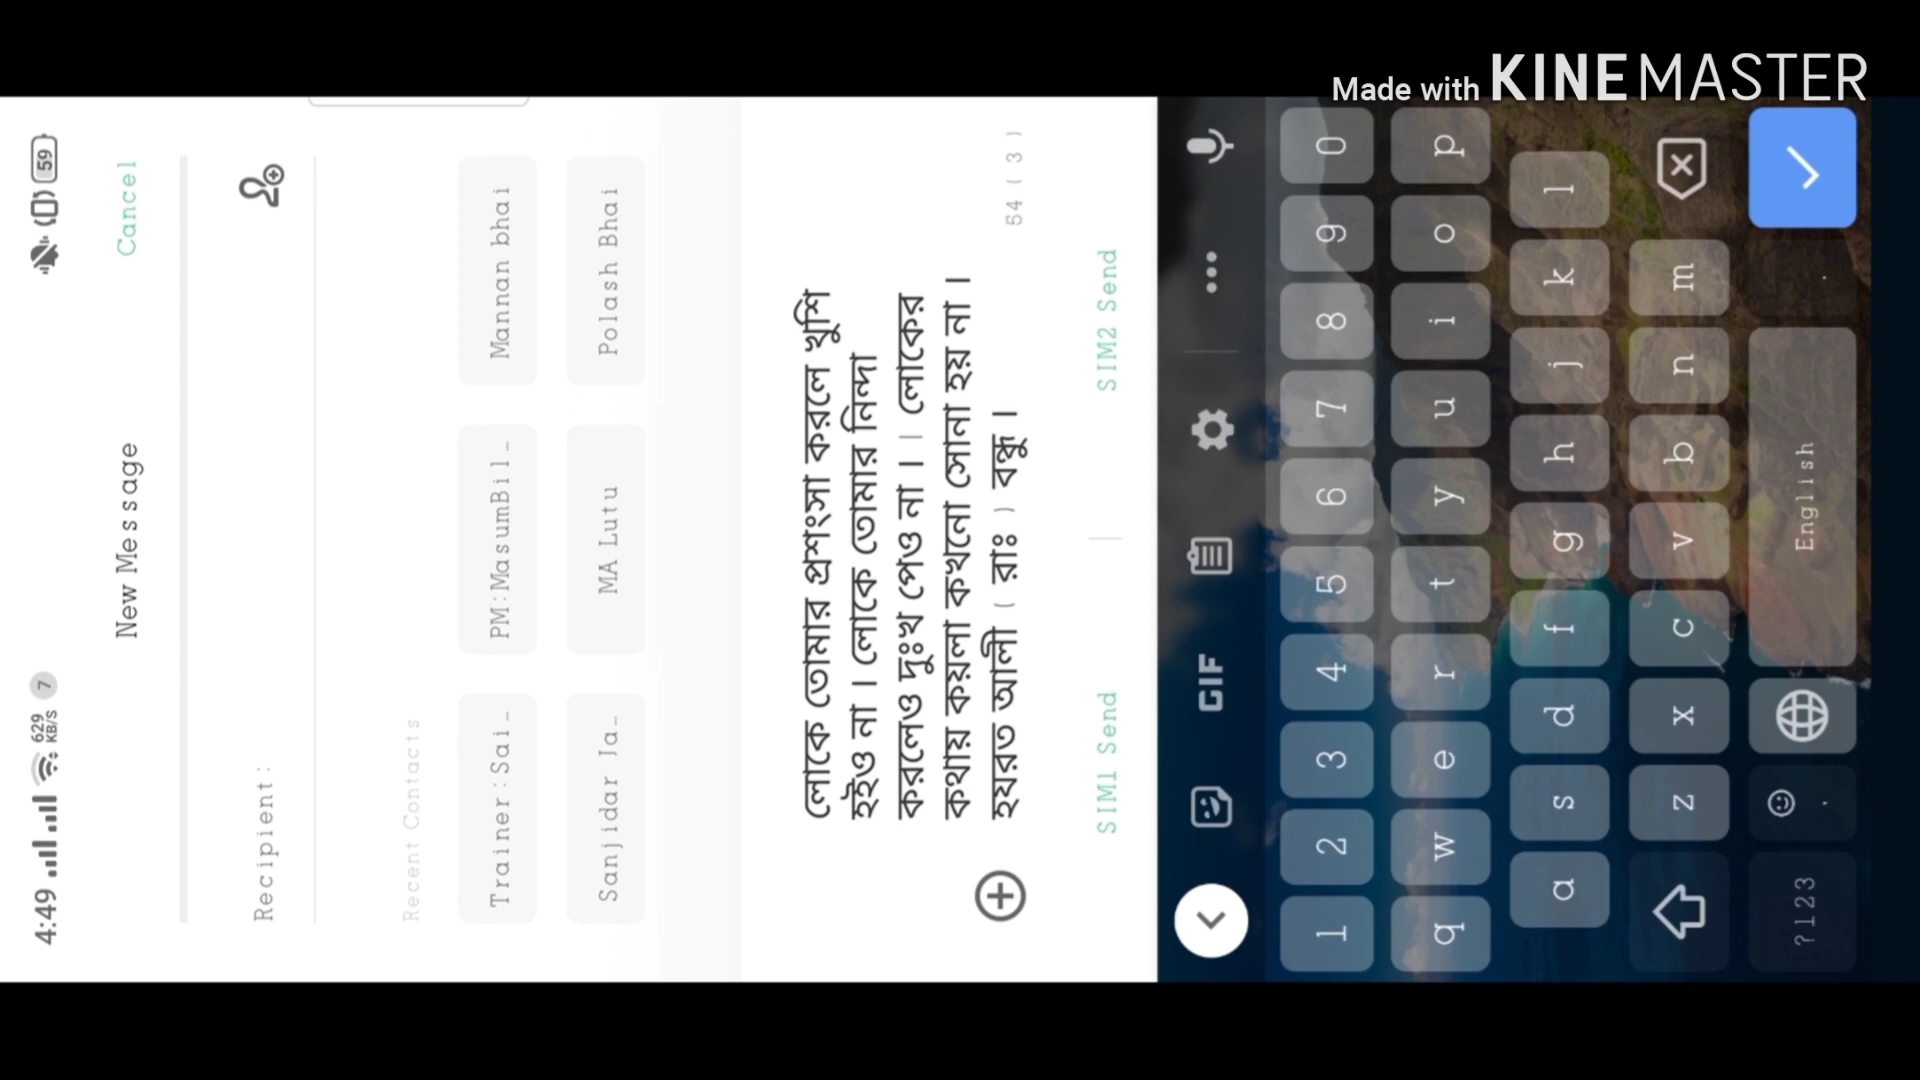 Made with KINEMASTER
4:49 629 KB/S 7 59
New Message Cancel
Recipient:
Recent Contacts
Trainer:Sai… PM:MasumBil… Mannan bhai
Sanjidar Ja… MA Lutu Polash Bhai
লোকে তোমার প্রশংসা করলে খুশি
হইও না । লোকে তোমার নিন্দা
করলেও দুঃখ পেও না । । লোকের
কথায় কয়লা কখনো সোনা হয় না ।
হযরত আলী ( রাঃ ) বন্ধু ।
54 ( 3 )
SIM1 Send SIM2 Send
GIF
1 2 3 4 5 6 7 8 9 0
q w e r t y u i o p
a s d f g h j k l
z x c v b n m
?123 English .